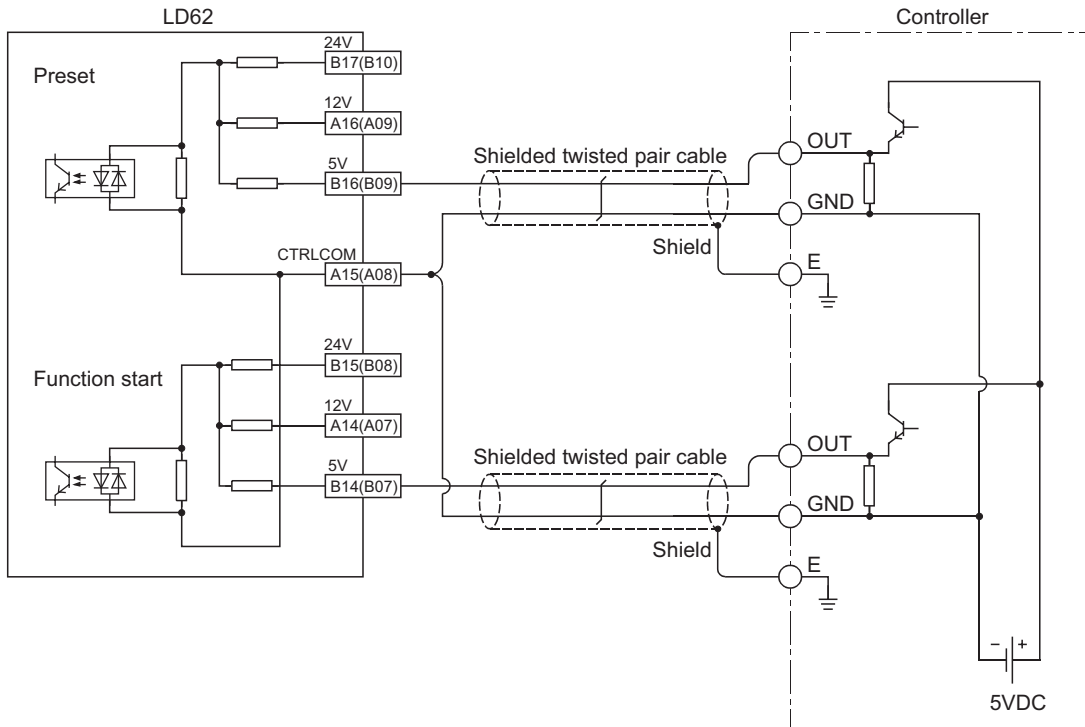 LD62
Controller
Preset
24V
B17(B10)
12V
A16(A09)
5V
B16(B09)
CTRLCOM
A15(A08)
Shielded twisted pair cable
Shield
OUT
GND
E
Function start
24V
B15(B08)
12V
A14(A07)
5V
B14(B07)
Shielded twisted pair cable
Shield
OUT
GND
E
- +
5VDC